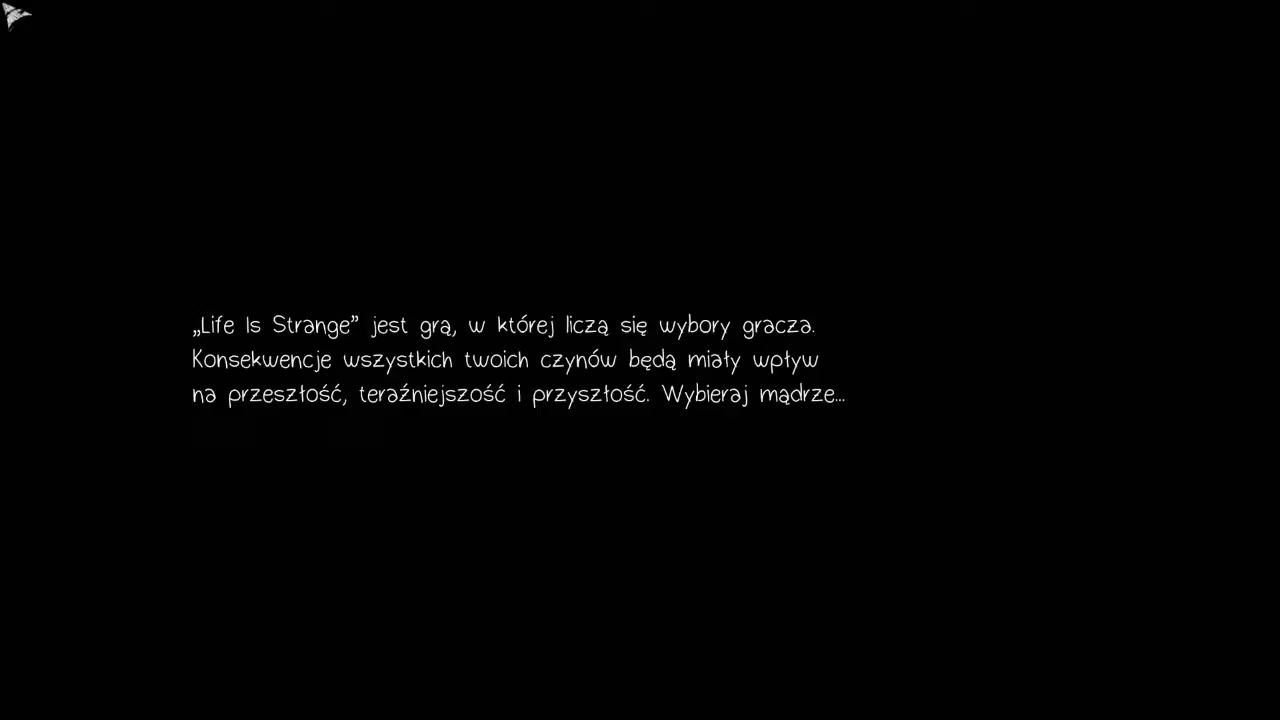 „Life Is Strange” jest grą, w której liczą się wybory gracza.
Konsekwencje wszystkich twoich czynów będą miały wpływ
na przeszłość, teraźniejszość i przyszłość. Wybieraj mądrze...